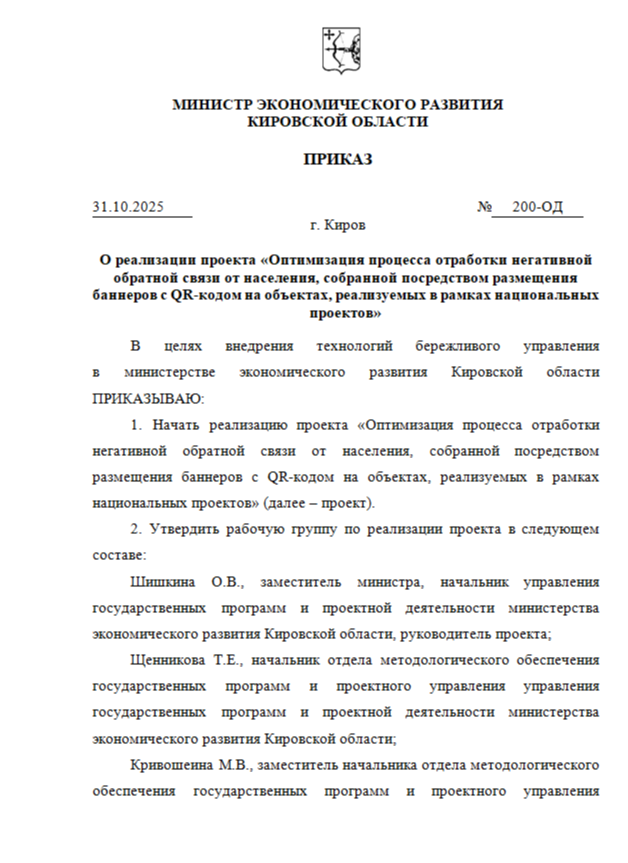 МИНИСТР ЭКОНОМИЧЕСКОГО РАЗВИТИЯ
КИРОВСКОЙ ОБЛАСТИ
ПРИКАЗ
31.10.2025 № 200-ОД
г. Киров
О реализации проекта «Оптимизация процесса отработки негативной
обратной связи от населения, собранной посредством размещения
баннеров с QR-кодом на объектах, реализуемых в рамках национальных
проектов»
В целях внедрения технологий бережливого управления
в министерстве экономического развития Кировской области
ПРИКАЗЫВАЮ:
1. Начать реализацию проекта «Оптимизация процесса отработки
негативной обратной связи от населения, собранной посредством
размещения баннеров с QR-кодом на объектах, реализуемых в рамках
национальных проектов» (далее – проект).
2. Утвердить рабочую группу по реализации проекта в следующем
составе:
Шишкина О.В., заместитель министра, начальник управления
государственных программ и проектной деятельности министерства
экономического развития Кировской области, руководитель проекта;
Щенникова Т.Е., начальник отдела методологического обеспечения
государственных программ и проектного управления управления
государственных программ и проектной деятельности министерства
экономического развития Кировской области;
Кривошеина М.В., заместитель начальника отдела методологического
обеспечения государственных программ и проектного управления